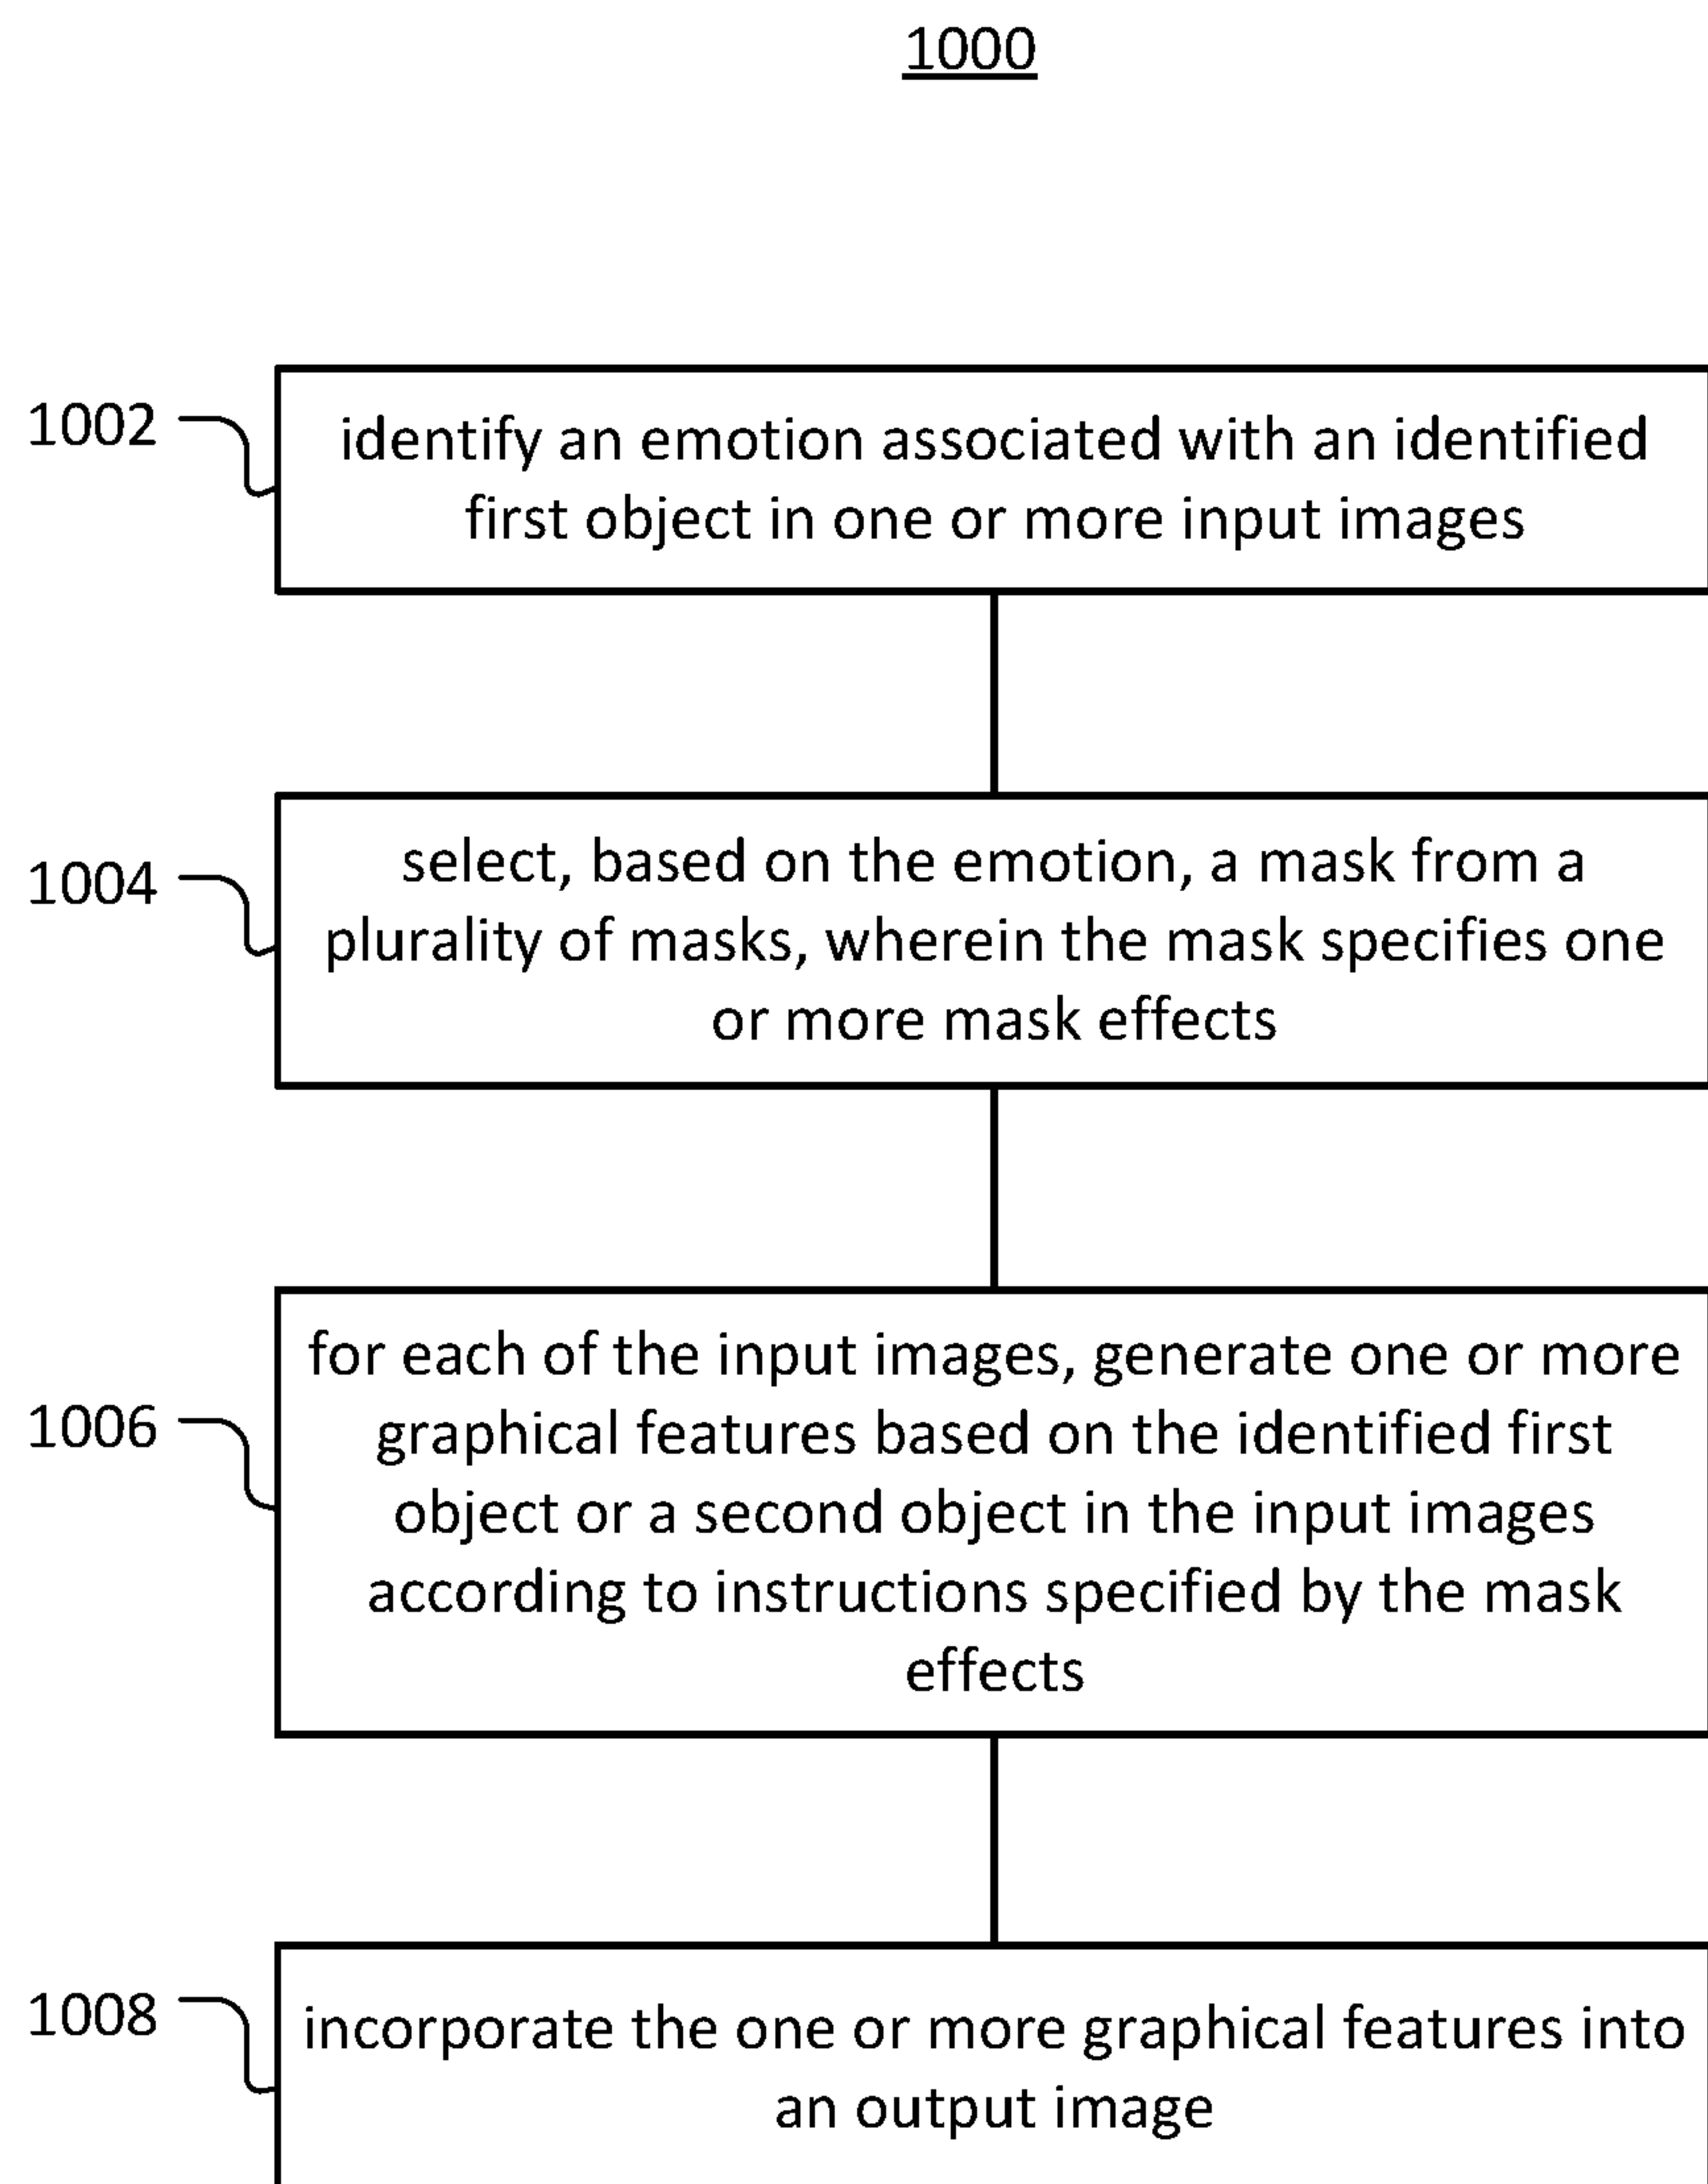 1000
1002
identify an emotion associated with an identified
first object in one or more input images
1004
select, based on the emotion, a mask from a
plurality of masks, wherein the mask specifies one
or more mask effects
1006
for each of the input images, generate one or more
graphical features based on the identified first
object or a second object in the input images
according to instructions specified by the mask
effects
1008
incorporate the one or more graphical features into
an output image